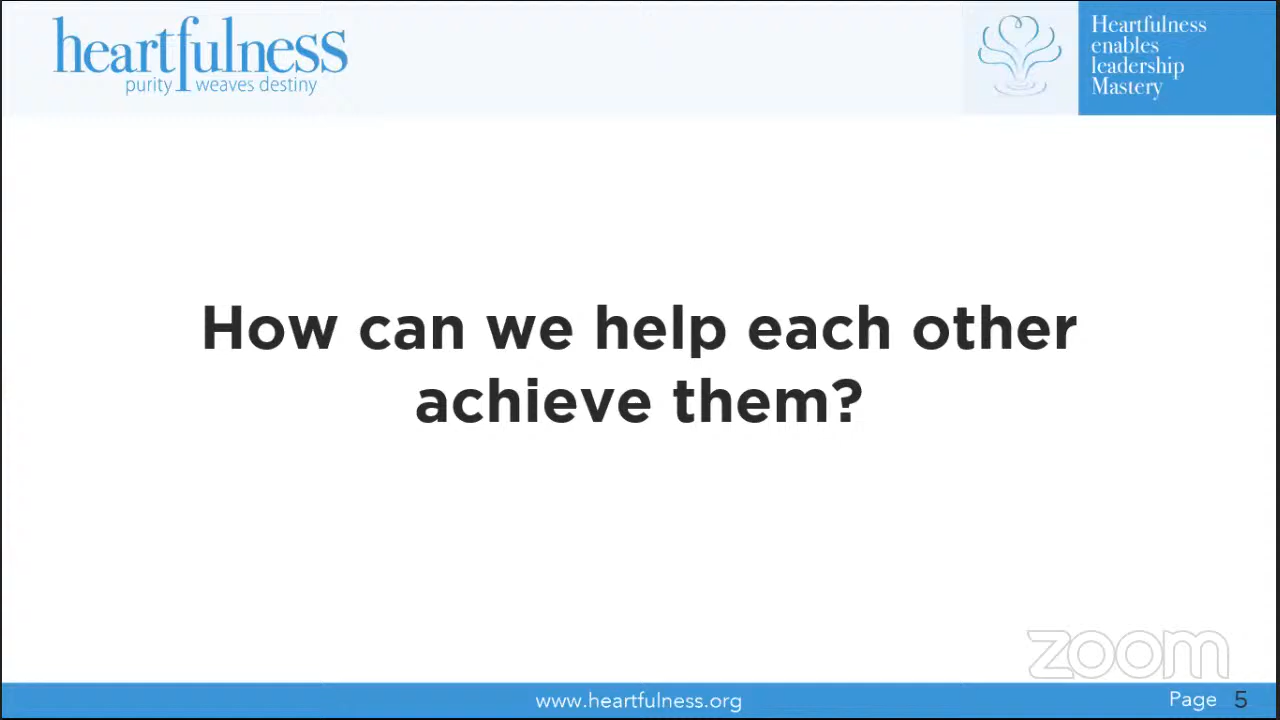 heartfulness
purity weaves destiny
Heartfulness
enables
leadership
Mastery
How can we help each other
achieve them?
zoom
www.heartfulness.org
Page 5